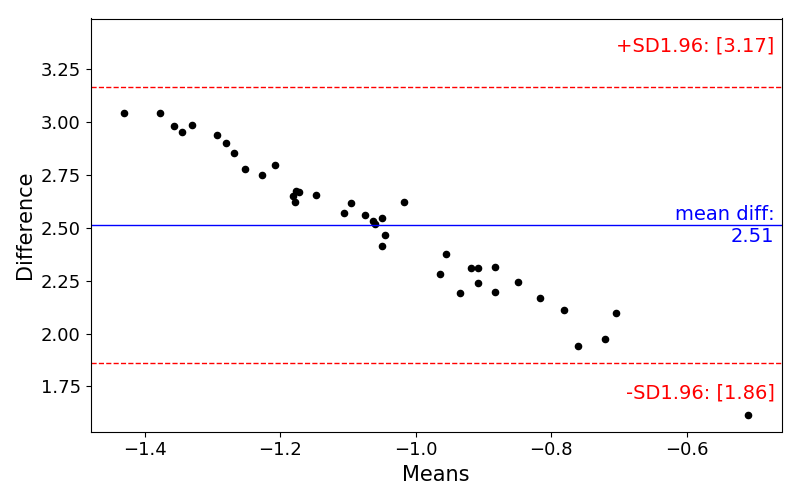 +SD1.96: [3.17]
3.25
3.00
2.75
2.50
2.25
2.00
1.75
Difference
mean diff:
2.51
-SD1.96: [1.86]
−1.4
−1.2
−1.0
−0.8
−0.6
Means